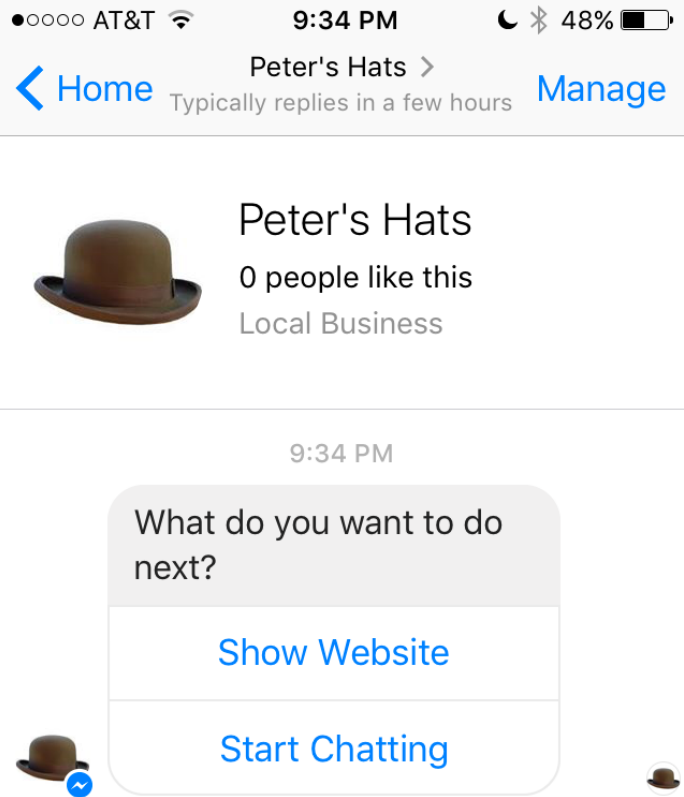 AT&T 9:34 PM 48%
Home Peter's Hats Manage
Typically replies in a few hours
Peter's Hats
0 people like this
Local Business
9:34 PM
What do you want to do
next?
Show Website
Start Chatting